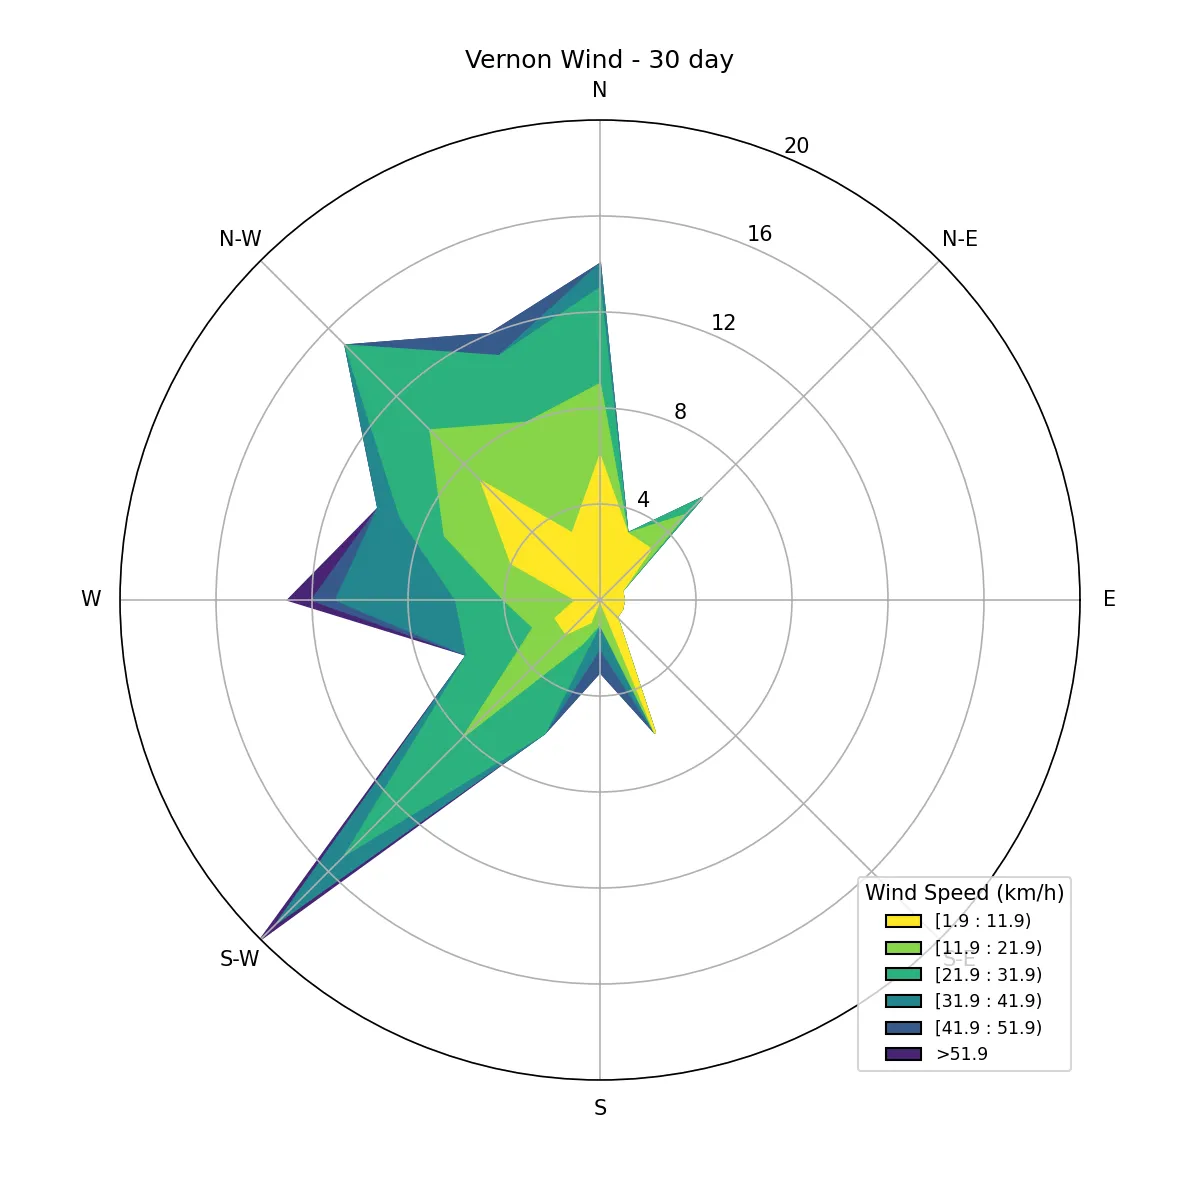 Vernon Wind - 30 day
N
20
16
N-W
N-E
12
8
4
W
E
Wind Speed (km/h)
[1.9 : 11.9)
[11.9 : 21.9)
S-W
S-E
[21.9 : 31.9)
[31.9 : 41.9)
[41.9 : 51.9)
>51.9
S